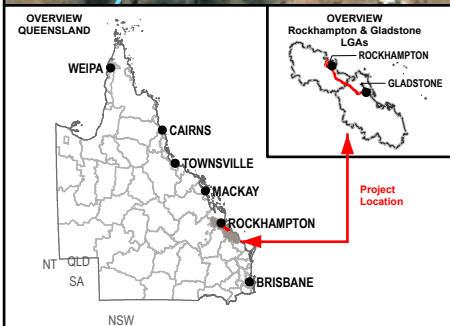 OVERVIEW
QUEENSLAND
WEIPA
CAIRNS
TOWNSVILLE
MACKAY
ROCKHAMPTON
BRISBANE
NT
QLD
SA
NSW
OVERVIEW
Rockhampton & Gladstone
LGAs
ROCKHAMPTON
GLADSTONE
Project
Location